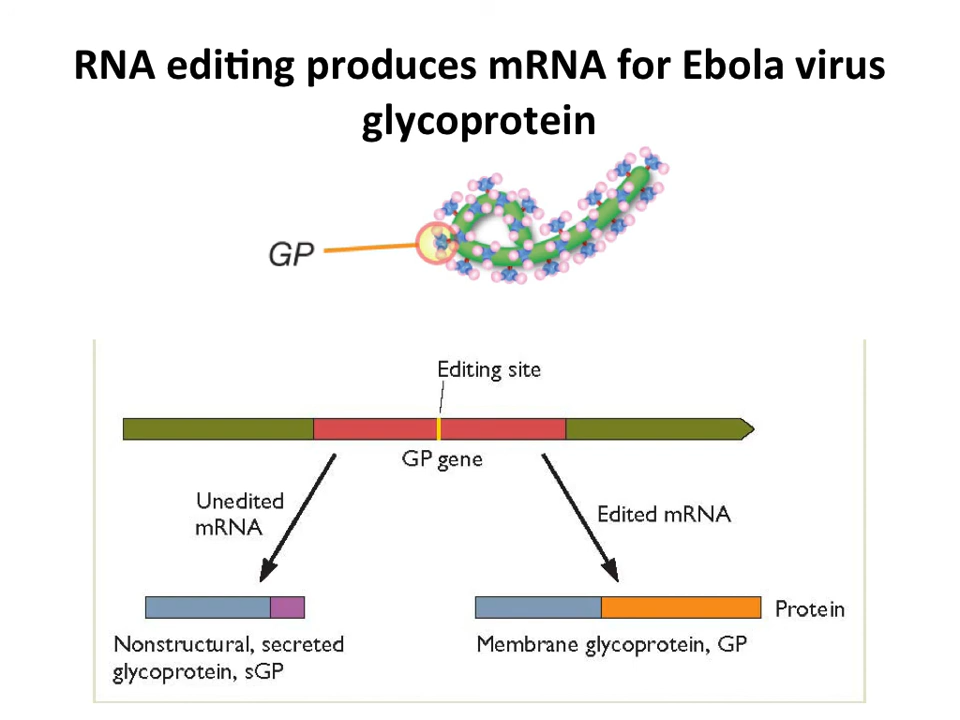 RNA editing produces mRNA for Ebola virus
glycoprotein
GP
Editing site
GP gene
Unedited
mRNA
Edited mRNA
Protein
Nonstructural, secreted
glycoprotein, sGP
Membrane glycoprotein, GP